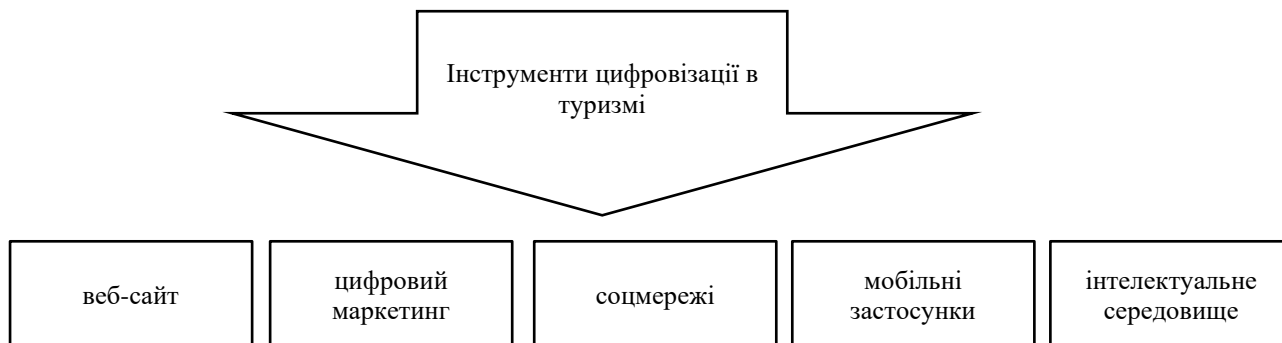 Інструменти цифровізації в
туризмі
веб-сайт
цифровий
маркетинг
соцмережі
мобільні
застосунки
інтелектуальне
середовище